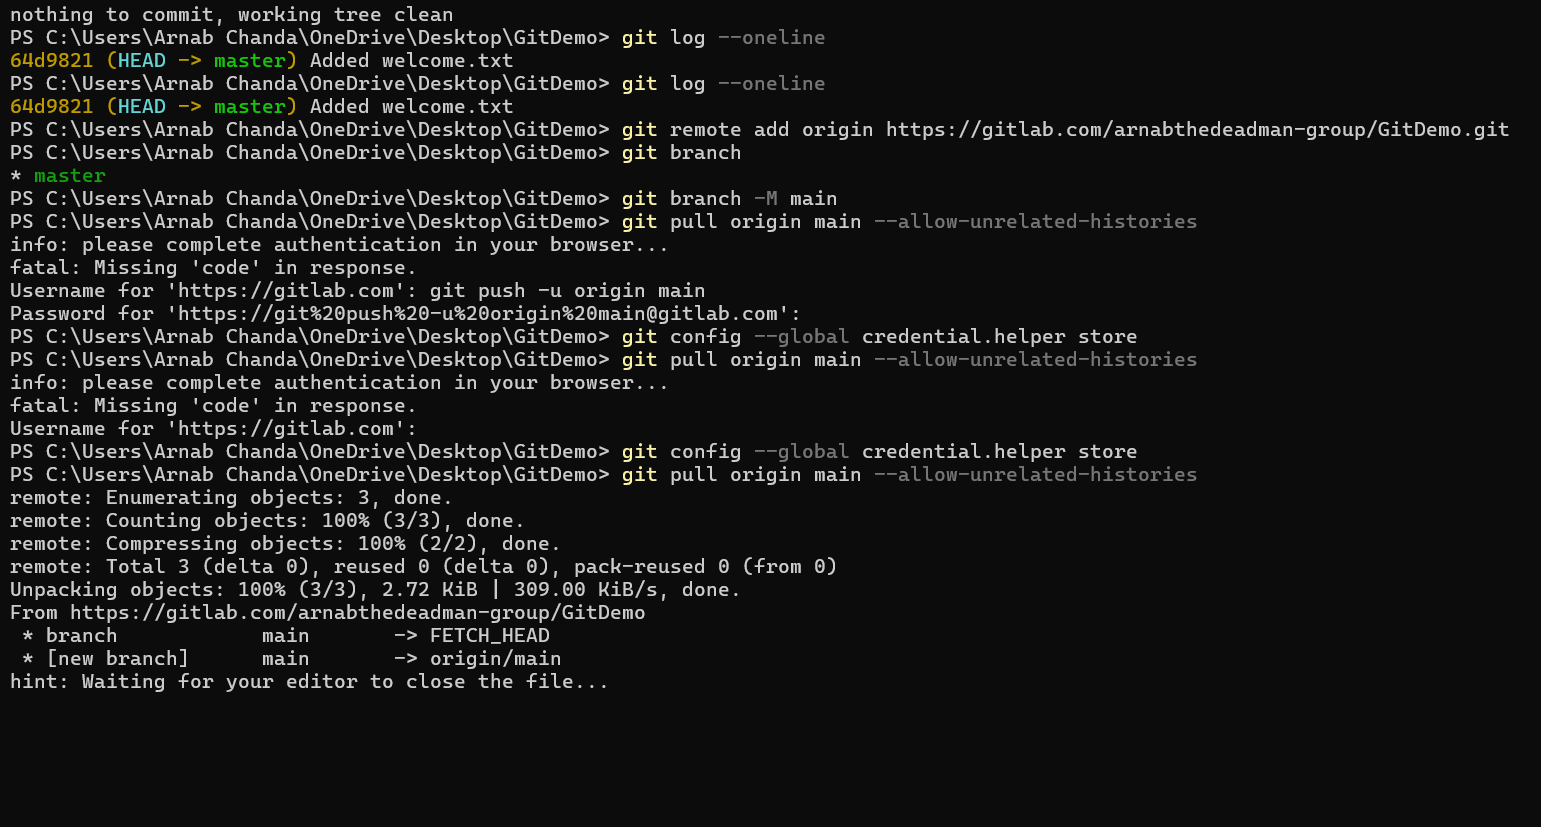 nothing to commit, working tree clean
PS C:\Users\Arnab Chanda\OneDrive\Desktop\GitDemo> git log --oneline
64d9821 (HEAD -> master) Added welcome.txt
PS C:\Users\Arnab Chanda\OneDrive\Desktop\GitDemo> git log --oneline
64d9821 (HEAD -> master) Added welcome.txt
PS C:\Users\Arnab Chanda\OneDrive\Desktop\GitDemo> git remote add origin https://gitlab.com/arnabthedeadman-group/GitDemo.git
PS C:\Users\Arnab Chanda\OneDrive\Desktop\GitDemo> git branch
* master
PS C:\Users\Arnab Chanda\OneDrive\Desktop\GitDemo> git branch -M main
PS C:\Users\Arnab Chanda\OneDrive\Desktop\GitDemo> git pull origin main --allow-unrelated-histories
info: please complete authentication in your browser...
fatal: Missing 'code' in response.
Username for 'https://gitlab.com': git push -u origin main
Password for 'https://git%20push%20-u%20origin%20main@gitlab.com':
PS C:\Users\Arnab Chanda\OneDrive\Desktop\GitDemo> git config --global credential.helper store
PS C:\Users\Arnab Chanda\OneDrive\Desktop\GitDemo> git pull origin main --allow-unrelated-histories
info: please complete authentication in your browser...
fatal: Missing 'code' in response.
Username for 'https://gitlab.com':
PS C:\Users\Arnab Chanda\OneDrive\Desktop\GitDemo> git config --global credential.helper store
PS C:\Users\Arnab Chanda\OneDrive\Desktop\GitDemo> git pull origin main --allow-unrelated-histories
remote: Enumerating objects: 3, done.
remote: Counting objects: 100% (3/3), done.
remote: Compressing objects: 100% (2/2), done.
remote: Total 3 (delta 0), reused 0 (delta 0), pack-reused 0 (from 0)
Unpacking objects: 100% (3/3), 2.72 KiB | 309.00 KiB/s, done.
From https://gitlab.com/arnabthedeadman-group/GitDemo
 * branch            main       -> FETCH_HEAD
 * [new branch]      main       -> origin/main
hint: Waiting for your editor to close the file...